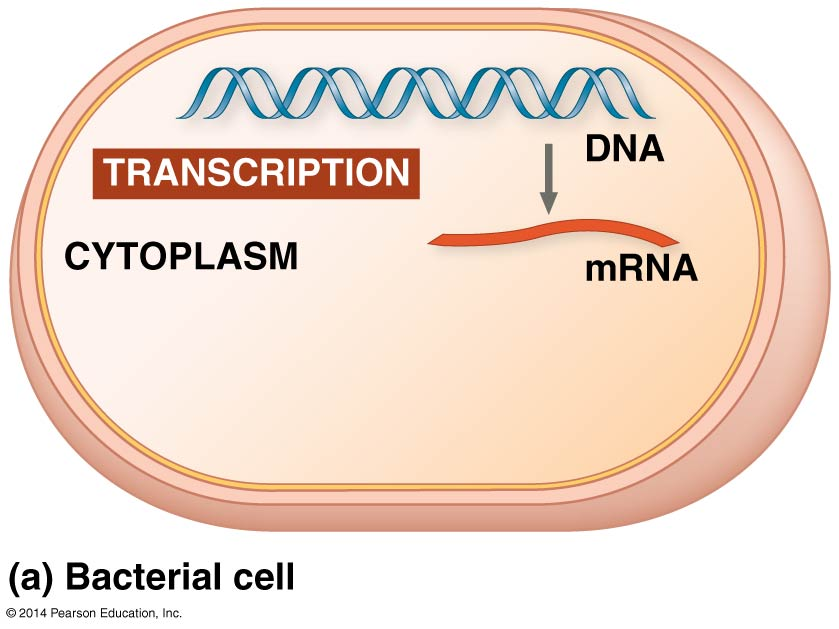 DNA
TRANSCRIPTION
CYTOPLASM
mRNA
(a) Bacterial cell
© 2014 Pearson Education, Inc.